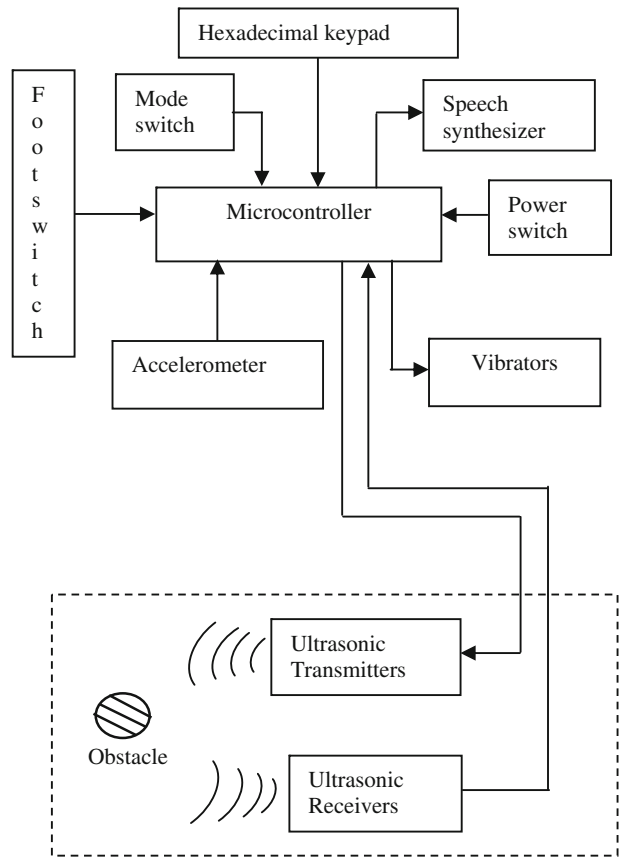 Hexadecimal keypad
F
o
o
t
s
w
i
t
c
h
Mode
switch
Speech
synthesizer
Microcontroller
Power
switch
Accelerometer
Vibrators
Ultrasonic
Transmitters
Obstacle
Ultrasonic
Receivers